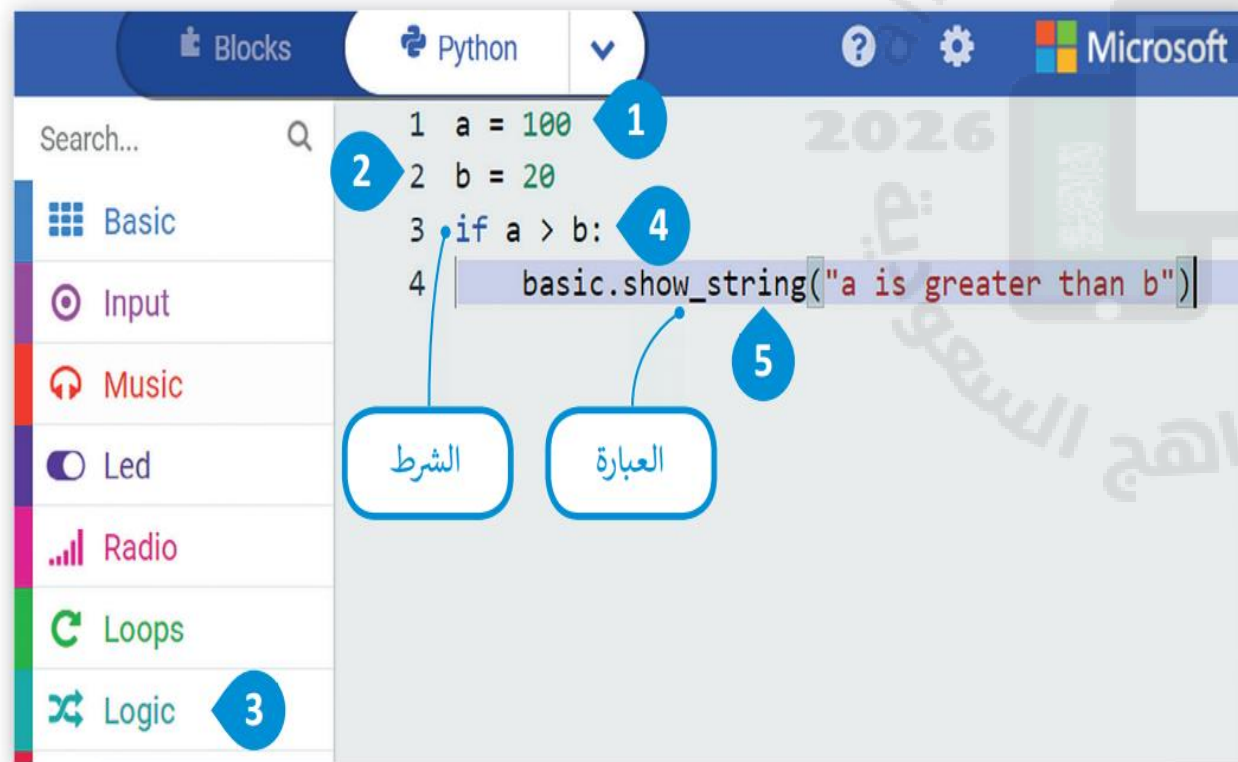 Blocks
Python
Microsoft
Search...
Basic
Input
Music
Led
Radio
Loops
Logic
3
1 a = 100
1
2
2 b = 20
3 if a > b:
4
4 basic.show_string("a is greater than b")
5
الشرط
العبارة
2026